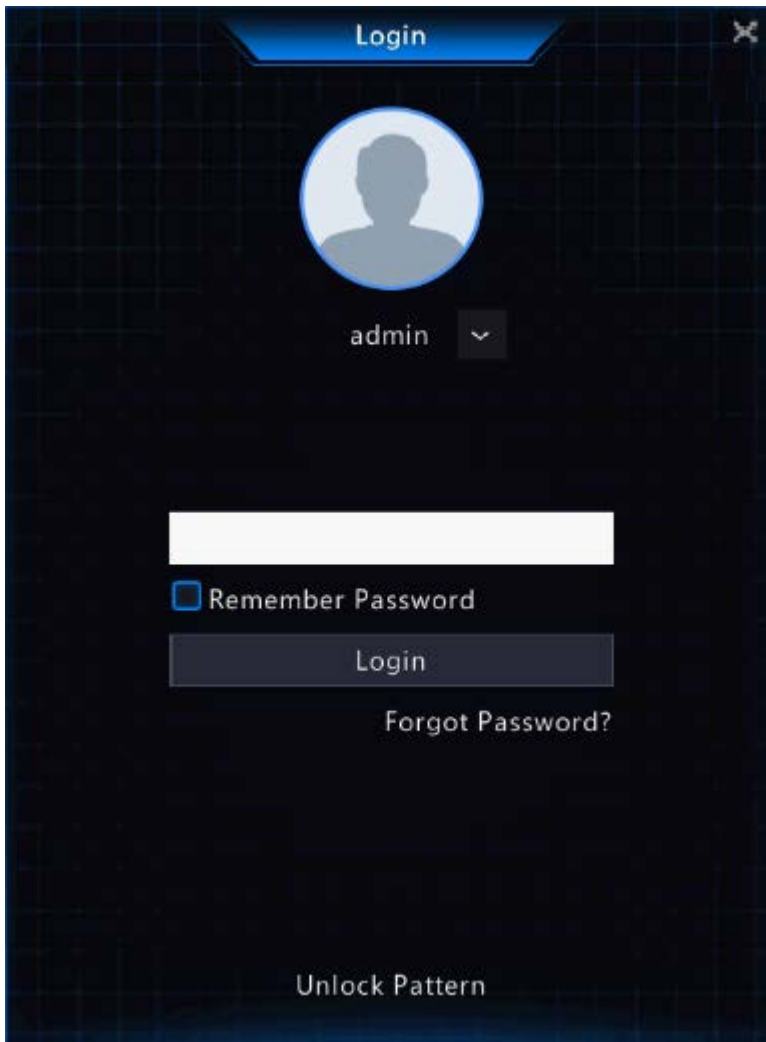 Login
admin
Remember Password
Login
Forgot Password?
Unlock Pattern